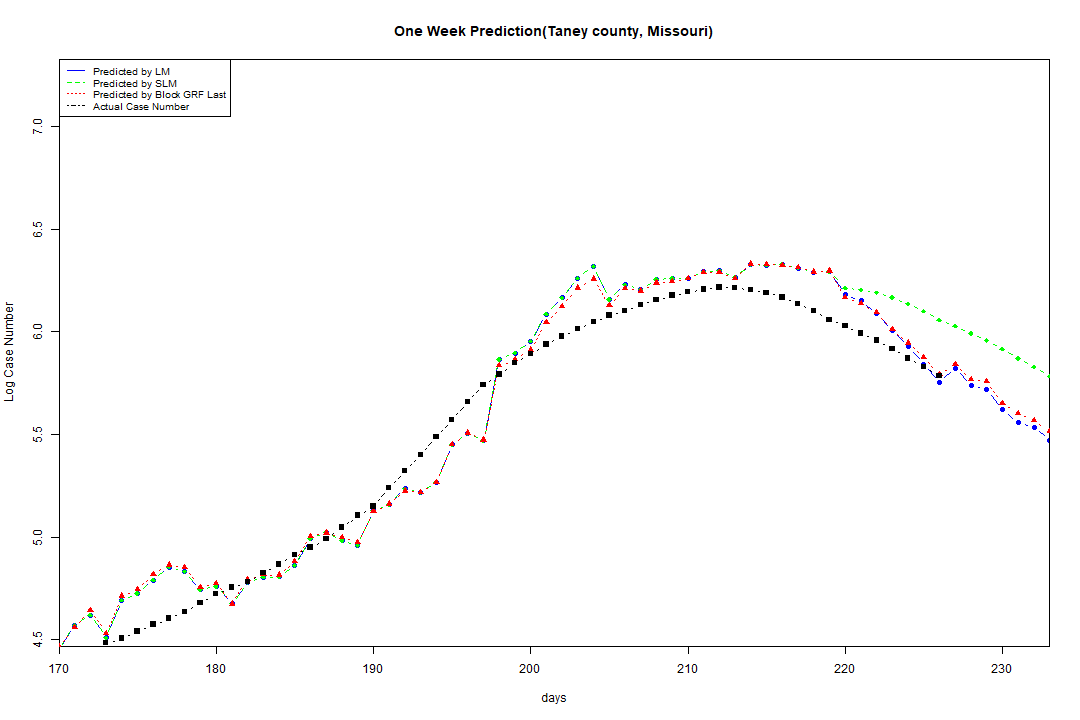 One Week Prediction(Taney county, Missouri)
Predicted by LM
Predicted by SLM
Predicted by Block GRF Last
Actual Case Number
7.0
6.5
6.0
5.5
5.0
4.5
Log Case Number
170 180 190 200 210 220 230
days